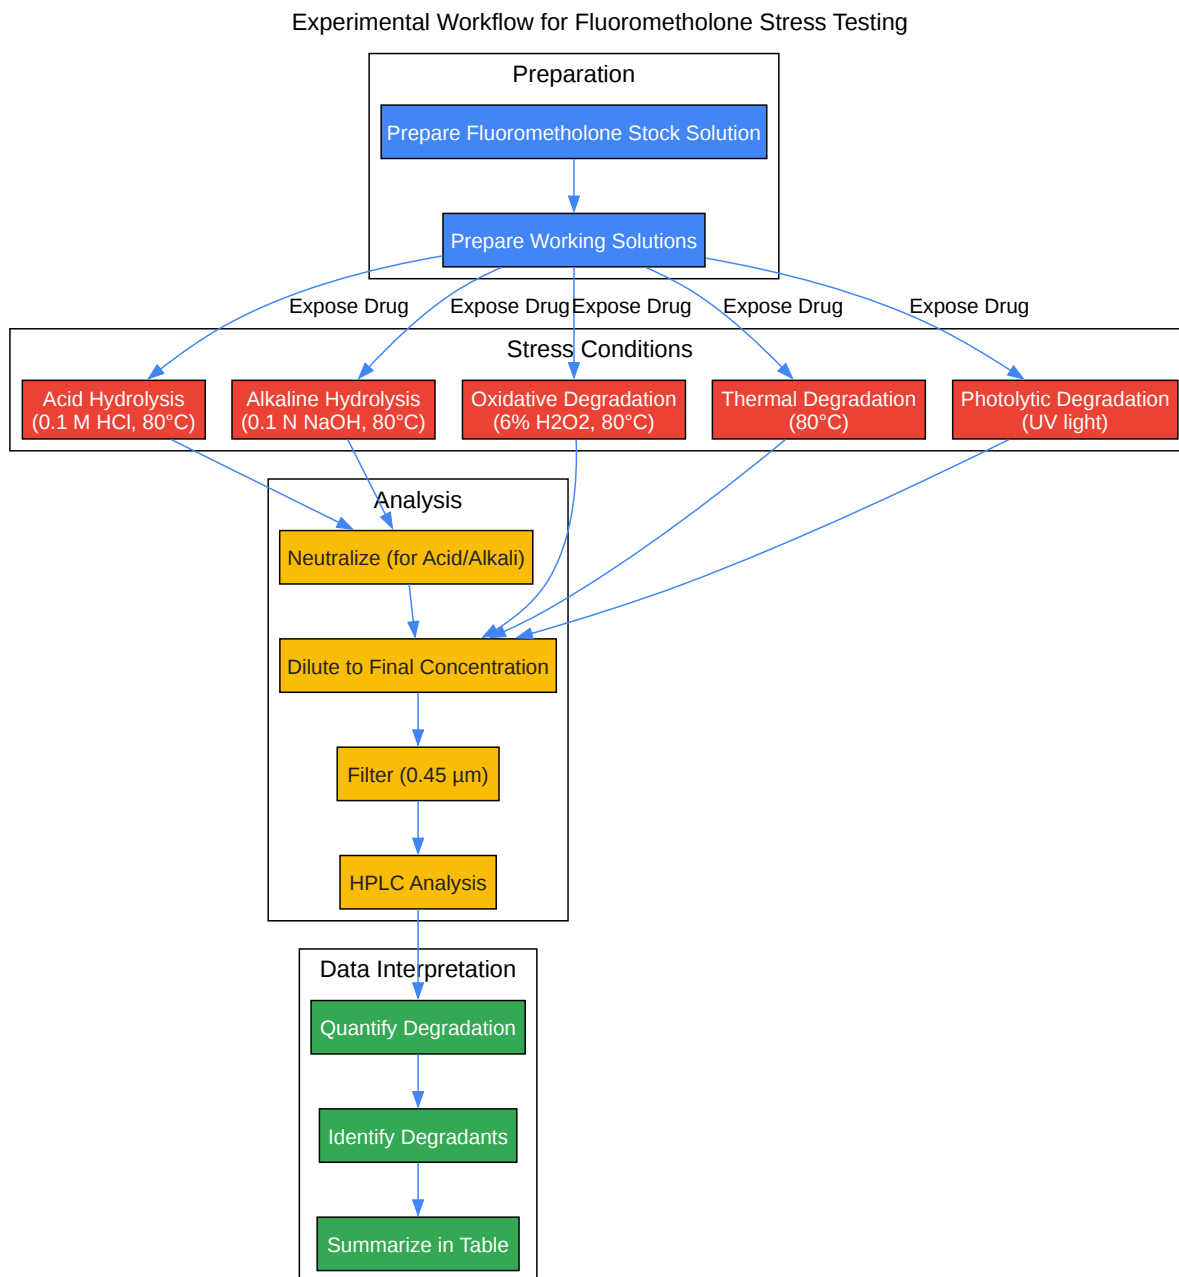 Experimental Workflow for Fluorometholone Stress Testing
Preparation
Prepare Fluorometholone Stock Solution
Prepare Working Solutions
Expose Drug
Expose Drug
Expose Drug
Expose Drug
Expose Drug
Stress Conditions
Acid Hydrolysis
(0.1 M HCl, 80°C)
Alkaline Hydrolysis
(0.1 N NaOH, 80°C)
Oxidative Degradation
(6% H2O2, 80°C)
Thermal Degradation
(80°C)
Photolytic Degradation
(UV light)
Analysis
Neutralize (for Acid/Alkali)
Dilute to Final Concentration
Filter (0.45 µm)
HPLC Analysis
Data Interpretation
Quantify Degradation
Identify Degradants
Summarize in Table